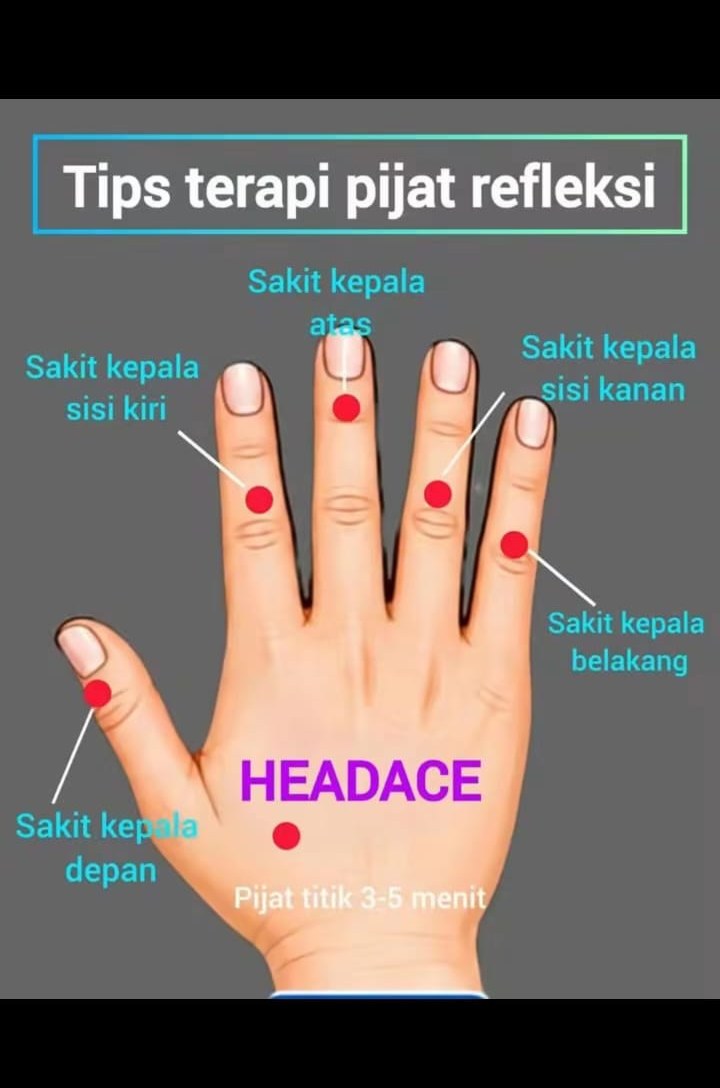 Tips terapi pijat refleksi
Sakit kepala
atas
Sakit kepala
sisi kiri
Sakit kepala
sisi kanan
Sakit kepala
belakang
HEADACE
Sakit kepala
depan
Pijat titik 3-5 menit